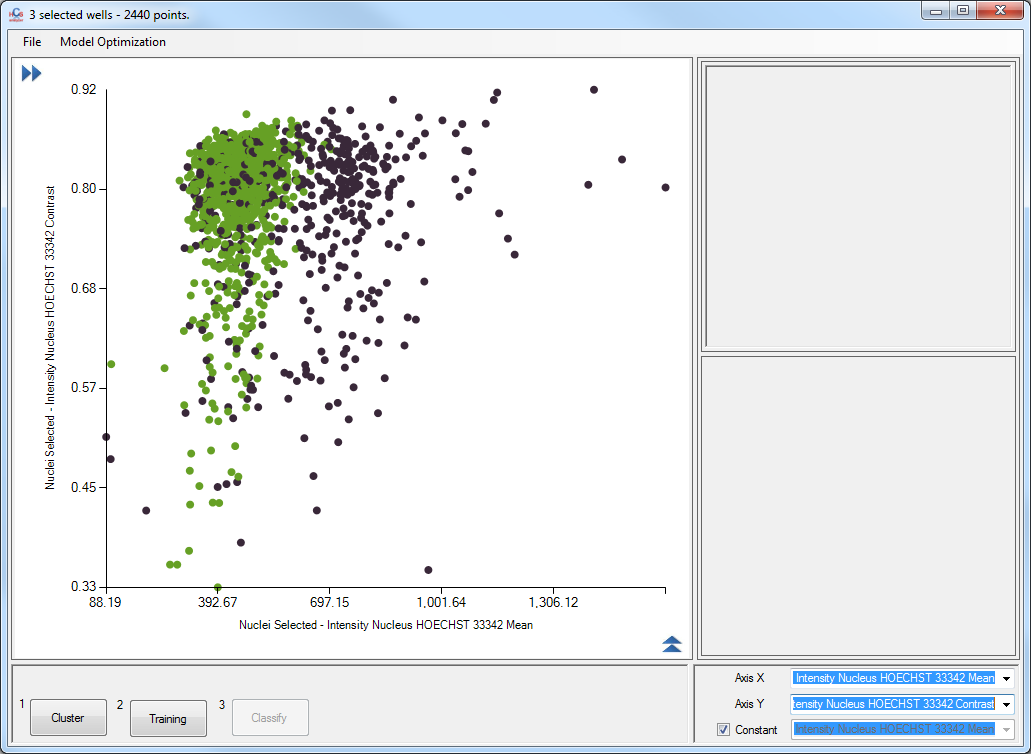 3 selected wells - 2440 points.
File Model Optimization
0.92
0.80
0.68
0.57
0.45
0.33
Nuclei Selected - Intensity Nucleus HOECHST 33342 Contrast
88.19 392.67 697.15 1,001.64 1,306.12
Nuclei Selected - Intensity Nucleus HOECHST 33342 Mean
1 Cluster 2 Training 3 Classify
Axis X Intensity Nucleus HOECHST 33342 Mean
Axis Y tensity Nucleus HOECHST 33342 Contrast
Constant Intensity Nucleus HOECHST 33342 Mean